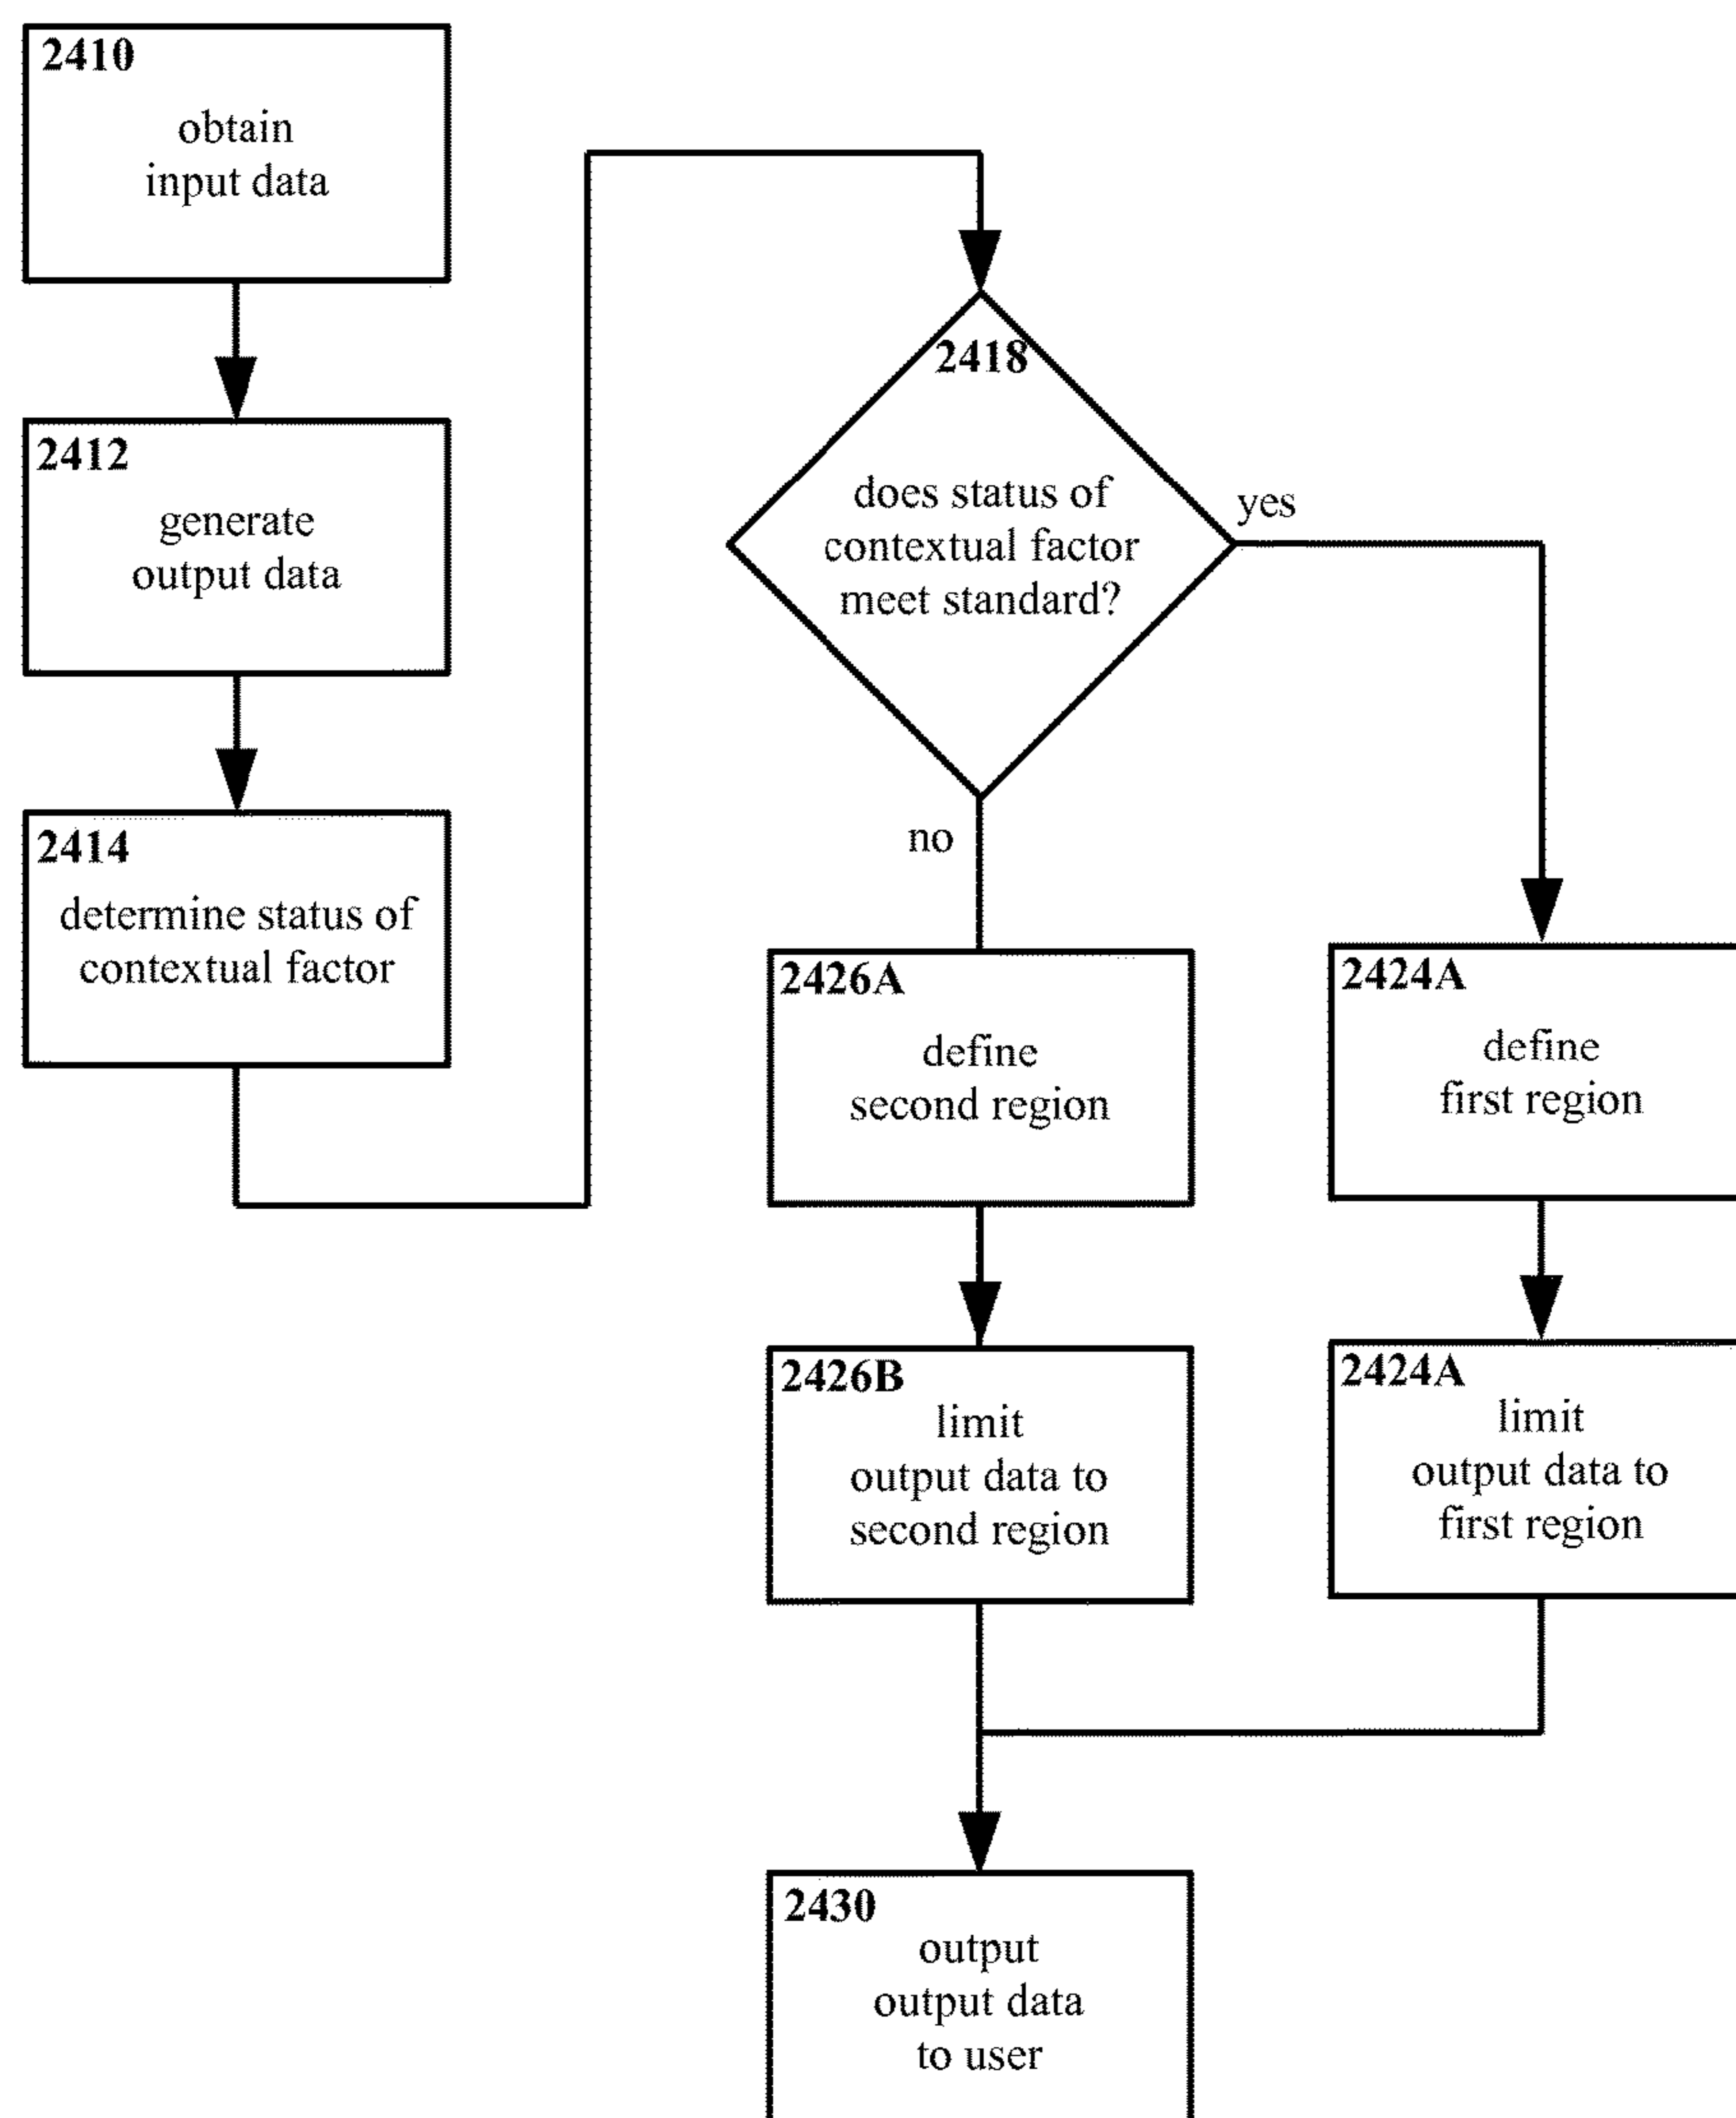 2410
obtain
input data
2412
generate
output data
2414
determine status of
contextual factor
2418
does status of
contextual factor
meet standard?
yes
no
2426A
define
second region
2424A
define
first region
2426B
limit
output data to
second region
2424A
limit
output data to
first region
2430
output
output data
to user